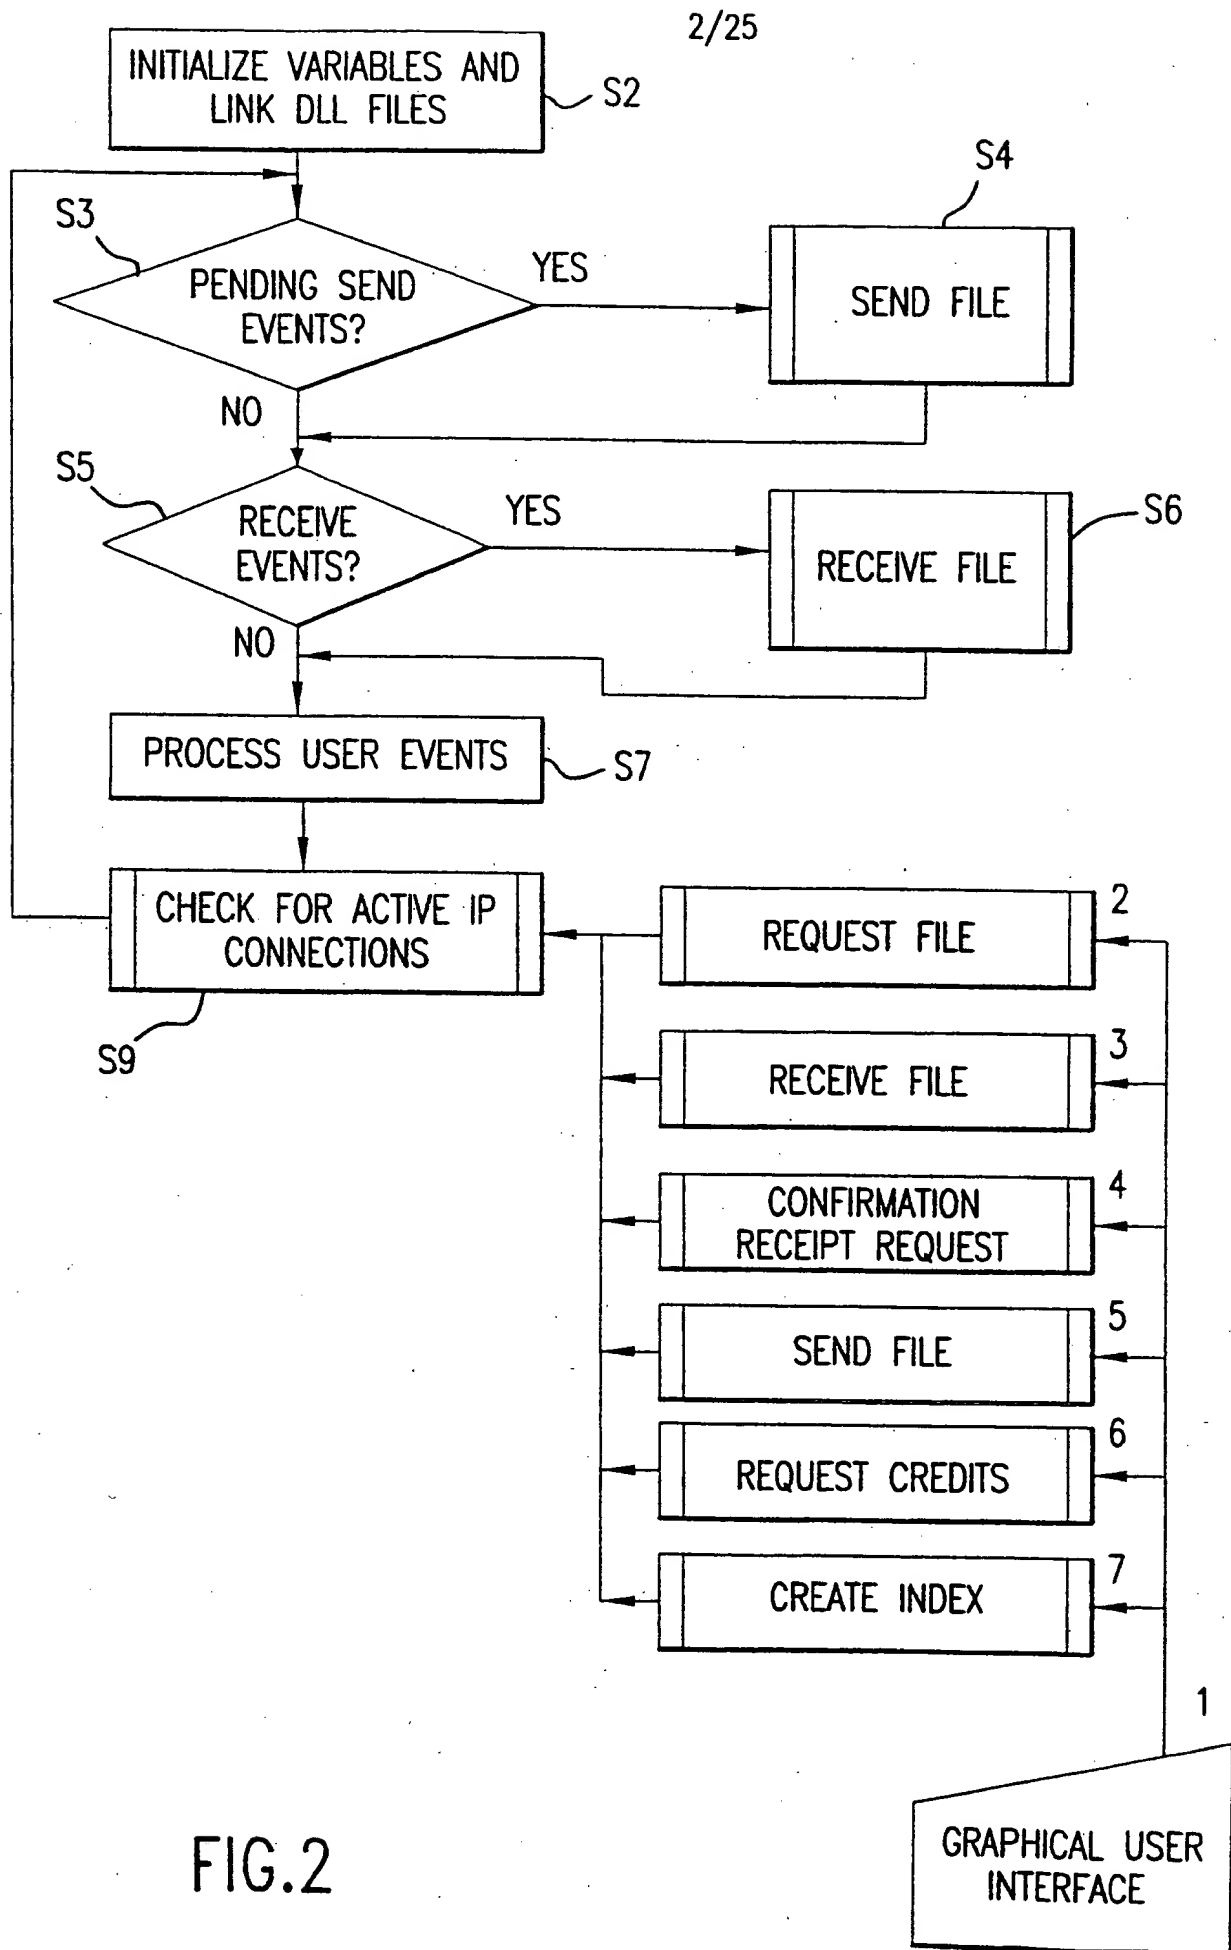 2/25
INITIALIZE VARIABLES AND
LINK DLL FILES
S2
S4
S3
PENDING SEND
EVENTS?
YES
SEND FILE
NO
S5
RECEIVE
EVENTS?
YES
RECEIVE FILE
S6
NO
PROCESS USER EVENTS
S7
CHECK FOR ACTIVE IP
CONNECTIONS
S9
REQUEST FILE
2
RECEIVE FILE
3
CONFIRMATION
RECEIPT REQUEST
4
SEND FILE
5
REQUEST CREDITS
6
CREATE INDEX
7
1
GRAPHICAL USER
INTERFACE
FIG.2